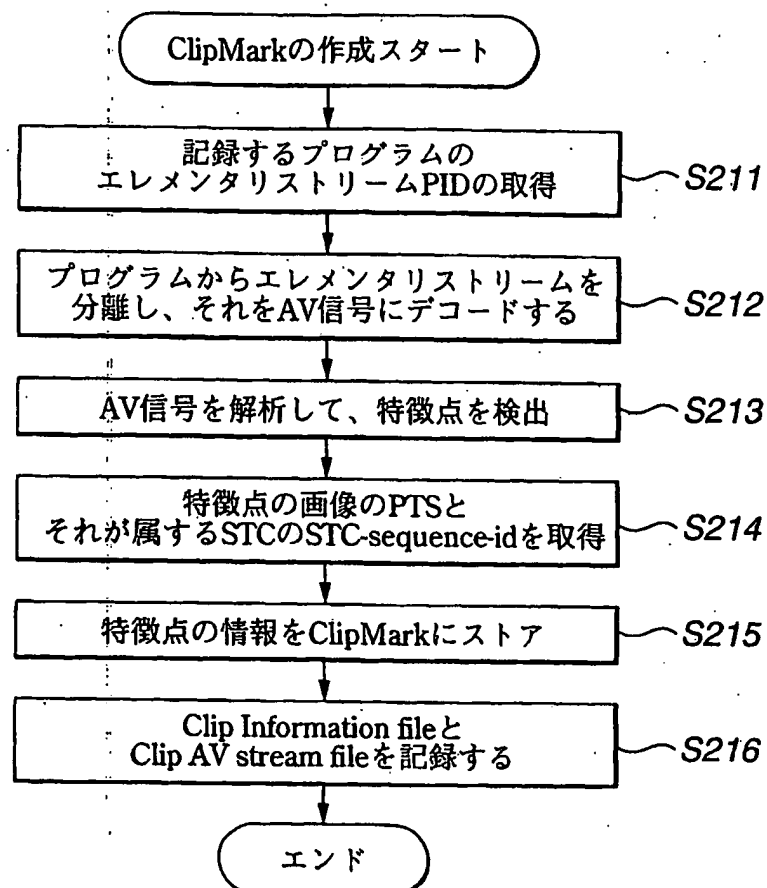 ClipMarkの作成スタート
記録するプログラムの
エレメンタリストリームPIDの取得
S211
プログラムからエレメンタリストリームを
分離し、それをAV信号にデコードする
S212
AV信号を解析して、特徴点を検出
S213
特徴点の画像のPTSと
それが属するSTCのSTC-sequence-idを取得
S214
特徴点の情報をClipMarkにストア
S215
Clip Information fileと
Clip AV stream fileを記録する
S216
エンド